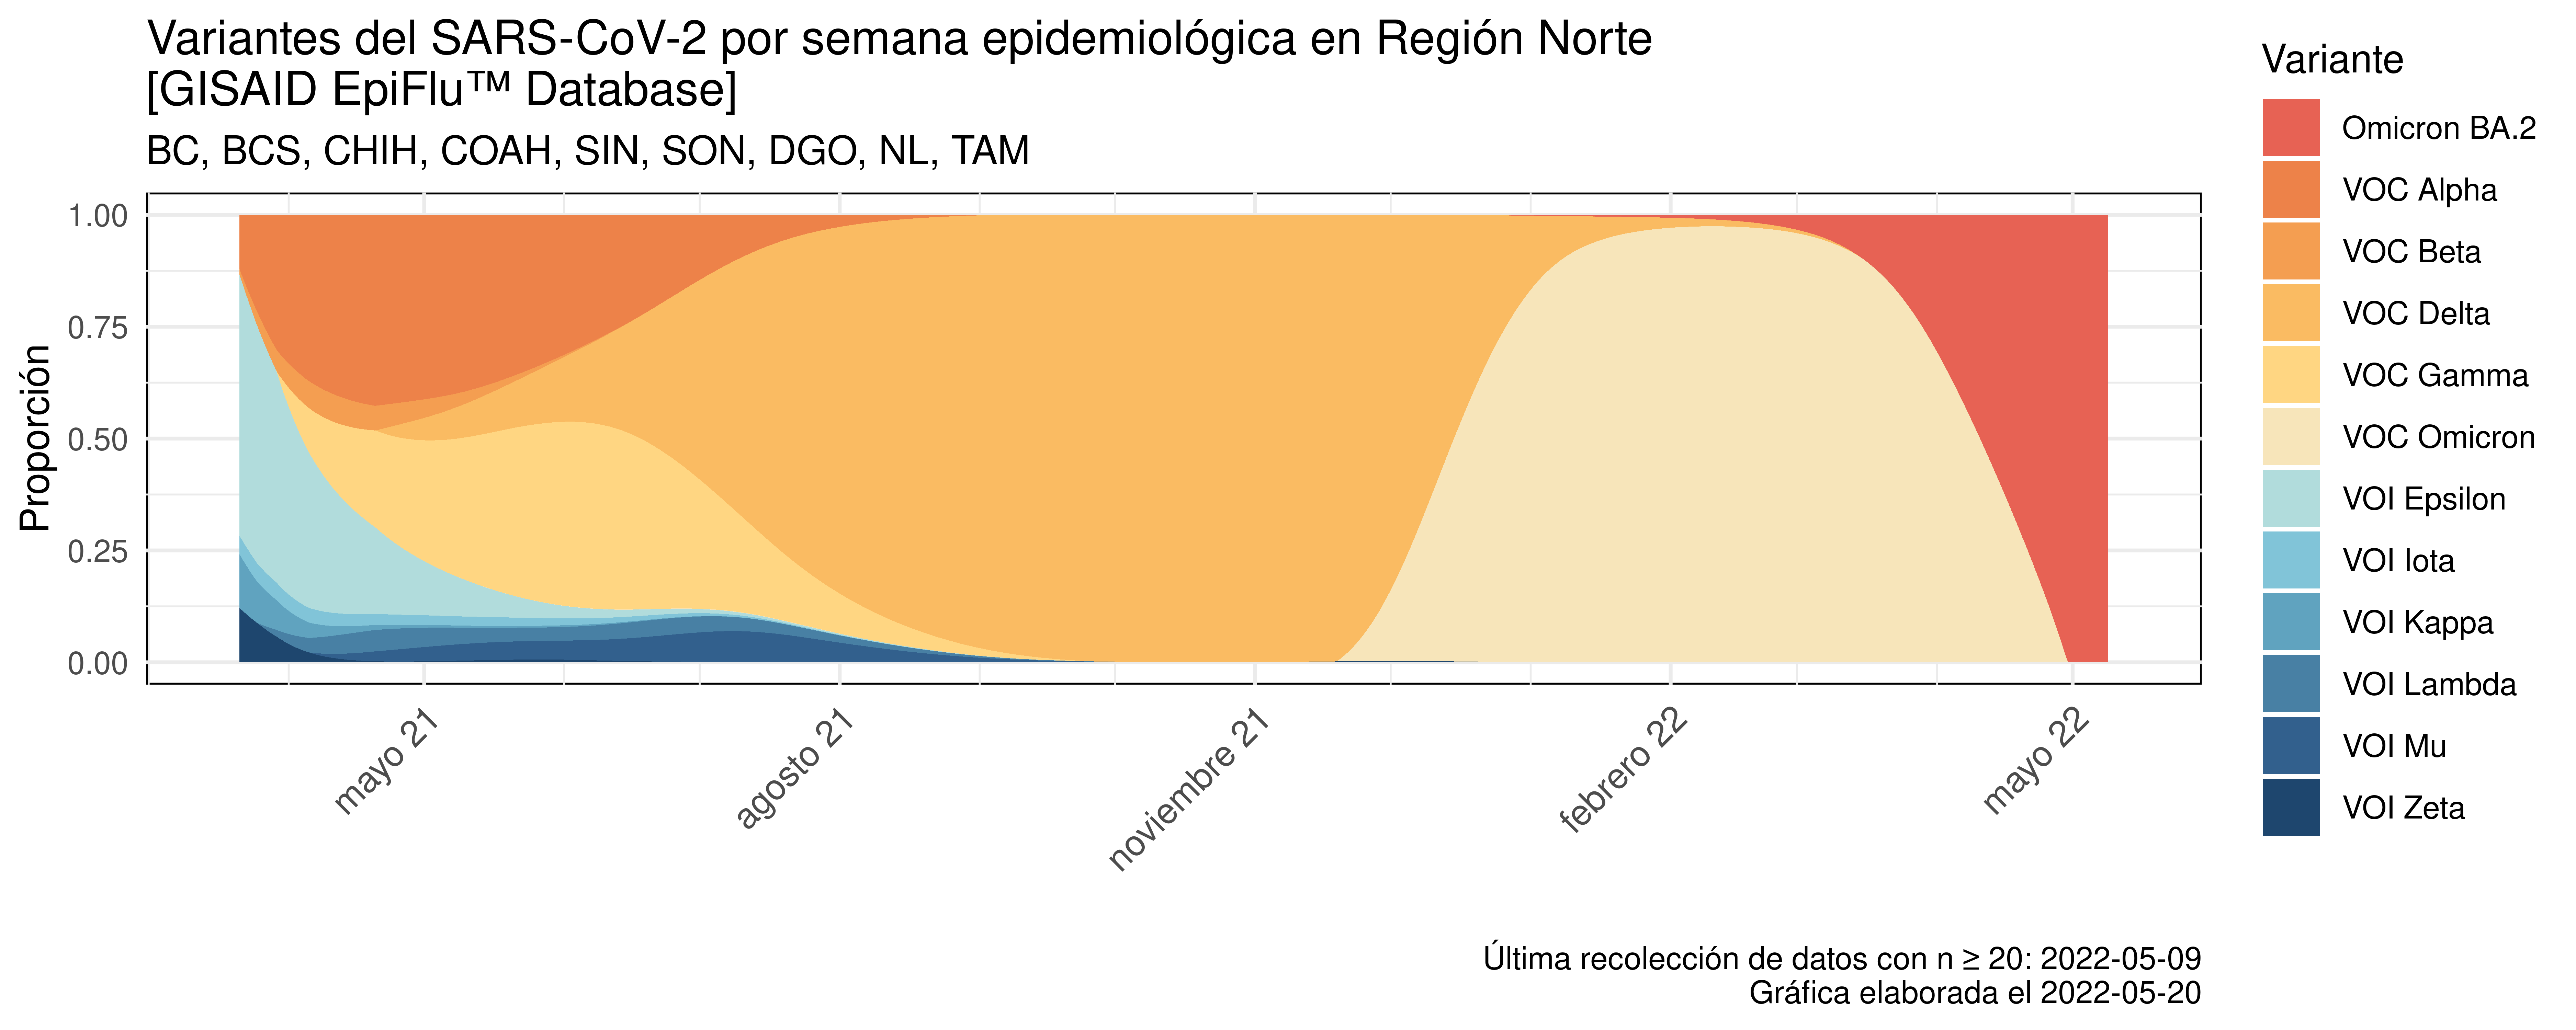 Variantes del SARS-CoV-2 por semana epidemiológica en Región Norte
[GISAID EpiFlu™ Database]
BC, BCS, CHIH, COAH, SIN, SON, DGO, NL, TAM
Proporción
1.00
0.75
0.50
0.25
0.00
mayo 21
agosto 21
noviembre 21
febrero 22
mayo 22
Variante
Omicron BA.2
VOC Alpha
VOC Beta
VOC Delta
VOC Gamma
VOC Omicron
VOI Epsilon
VOI Iota
VOI Kappa
VOI Lambda
VOI Mu
VOI Zeta
Última recolección de datos con n ≥ 20: 2022-05-09
Gráfica elaborada el 2022-05-20